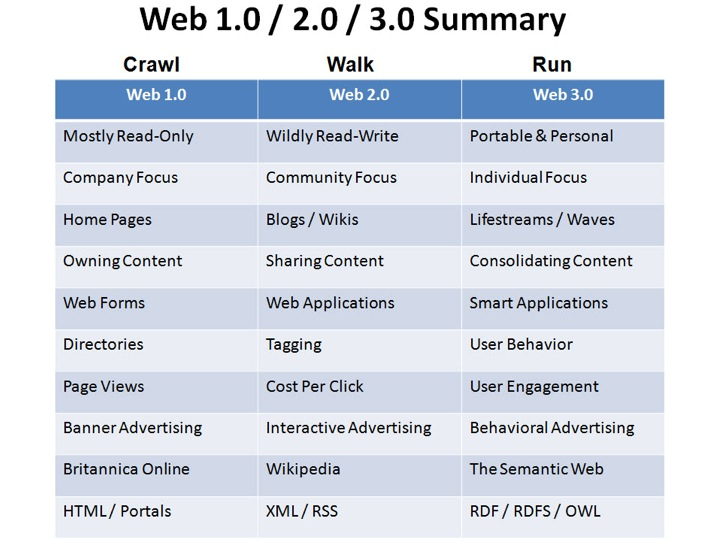 Web 1.0 / 2.0 / 3.0 Summary
Crawl Walk Run
Web 1.0 Web 2.0 Web 3.0
Mostly Read-Only Wildly Read-Write Portable & Personal
Company Focus Community Focus Individual Focus
Home Pages Blogs / Wikis Lifestreams / Waves
Owning Content Sharing Content Consolidating Content
Web Forms Web Applications Smart Applications
Directories Tagging User Behavior
Page Views Cost Per Click User Engagement
Banner Advertising Interactive Advertising Behavioral Advertising
Britannica Online Wikipedia The Semantic Web
HTML / Portals XML / RSS RDF / RDFS / OWL